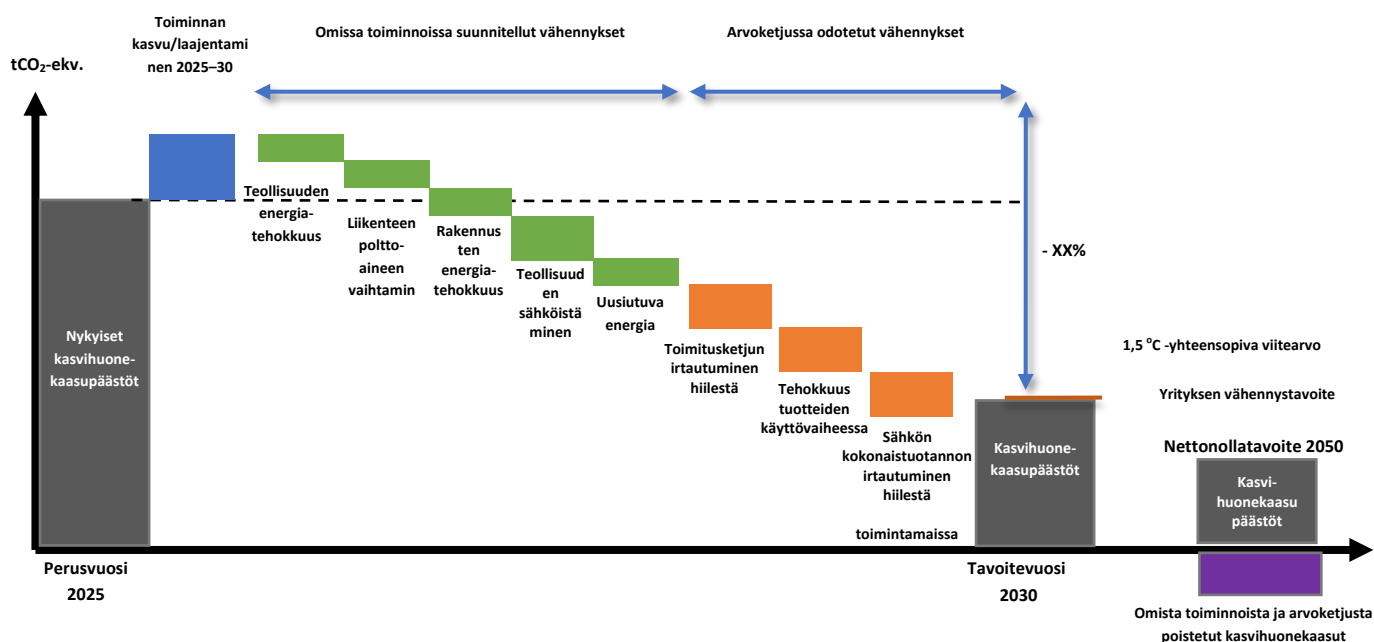 Toiminnan
kasvu/laajentami
nen 2025–30
Omissa toiminnoissa suunnitellut vähennykset
Arvoketjussa odotetut vähennykset
tCO₂-ekv.
Teollisuuden
energia-
tehokkuus
Liikenteen
poltto-
aineen
vaihtamin
Rakennus
ten
energia-
tehokkuus
Teollisuud
en
sähköistä
minen
Uusiutuva
energia
- XX%
Nykyiset
kasvihuone-
kaasupäästöt
Toimitusketjun
irtautuminen
hiilestä
Tehokkuus
tuotteiden
käyttövaiheessa
Sähkön
kokonaistuotannon
irtautuminen
hiilestä
toimintamaissa
1,5 °C -yhteensopiva viitearvo
Yrityksen vähennystavoite
Kasvihuone-
kaasupäästöt
Nettonollatavoite 2050
Kasvi-
huonekaasu
päästöt
Perusvuosi
2025
Tavoitevuosi
2030
Omista toiminnoista ja arvoketjusta
poistetut kasvihuonekaasut